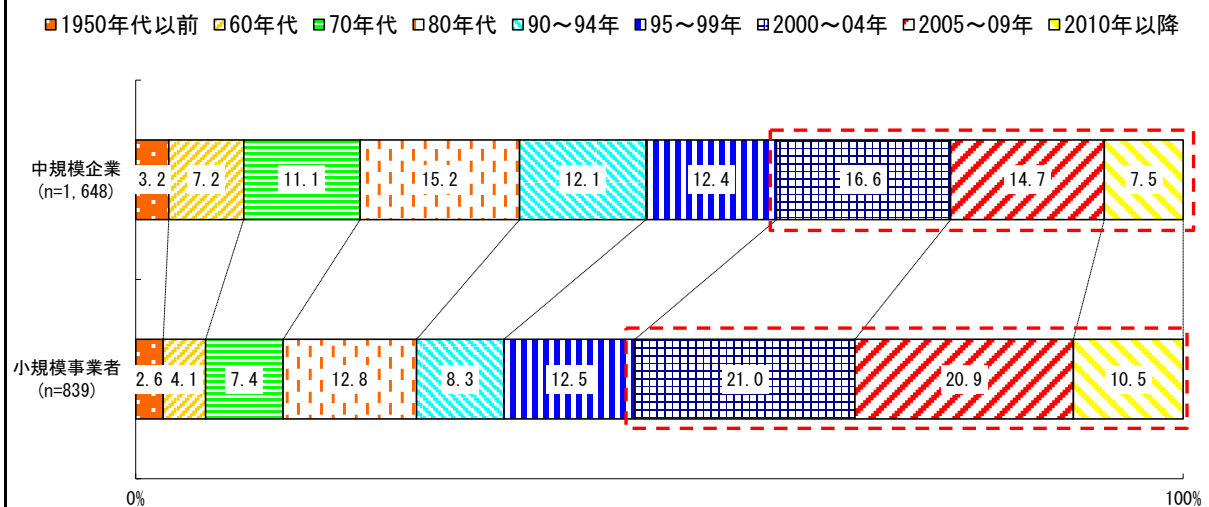 ■1950年代以前 ■60年代 ■70年代 ■80年代 ■90～94年 ■95～99年 ■2000～04年 ■2005～09年 ■2010年以降
中規模企業
(n=1,648)
3.2 7.2 11.1 15.2 12.1 12.4 16.6 14.7 7.5
小規模事業者
(n=839)
2.6 4.1 7.4 12.8 8.3 12.5 21.0 20.9 10.5
0% 100%